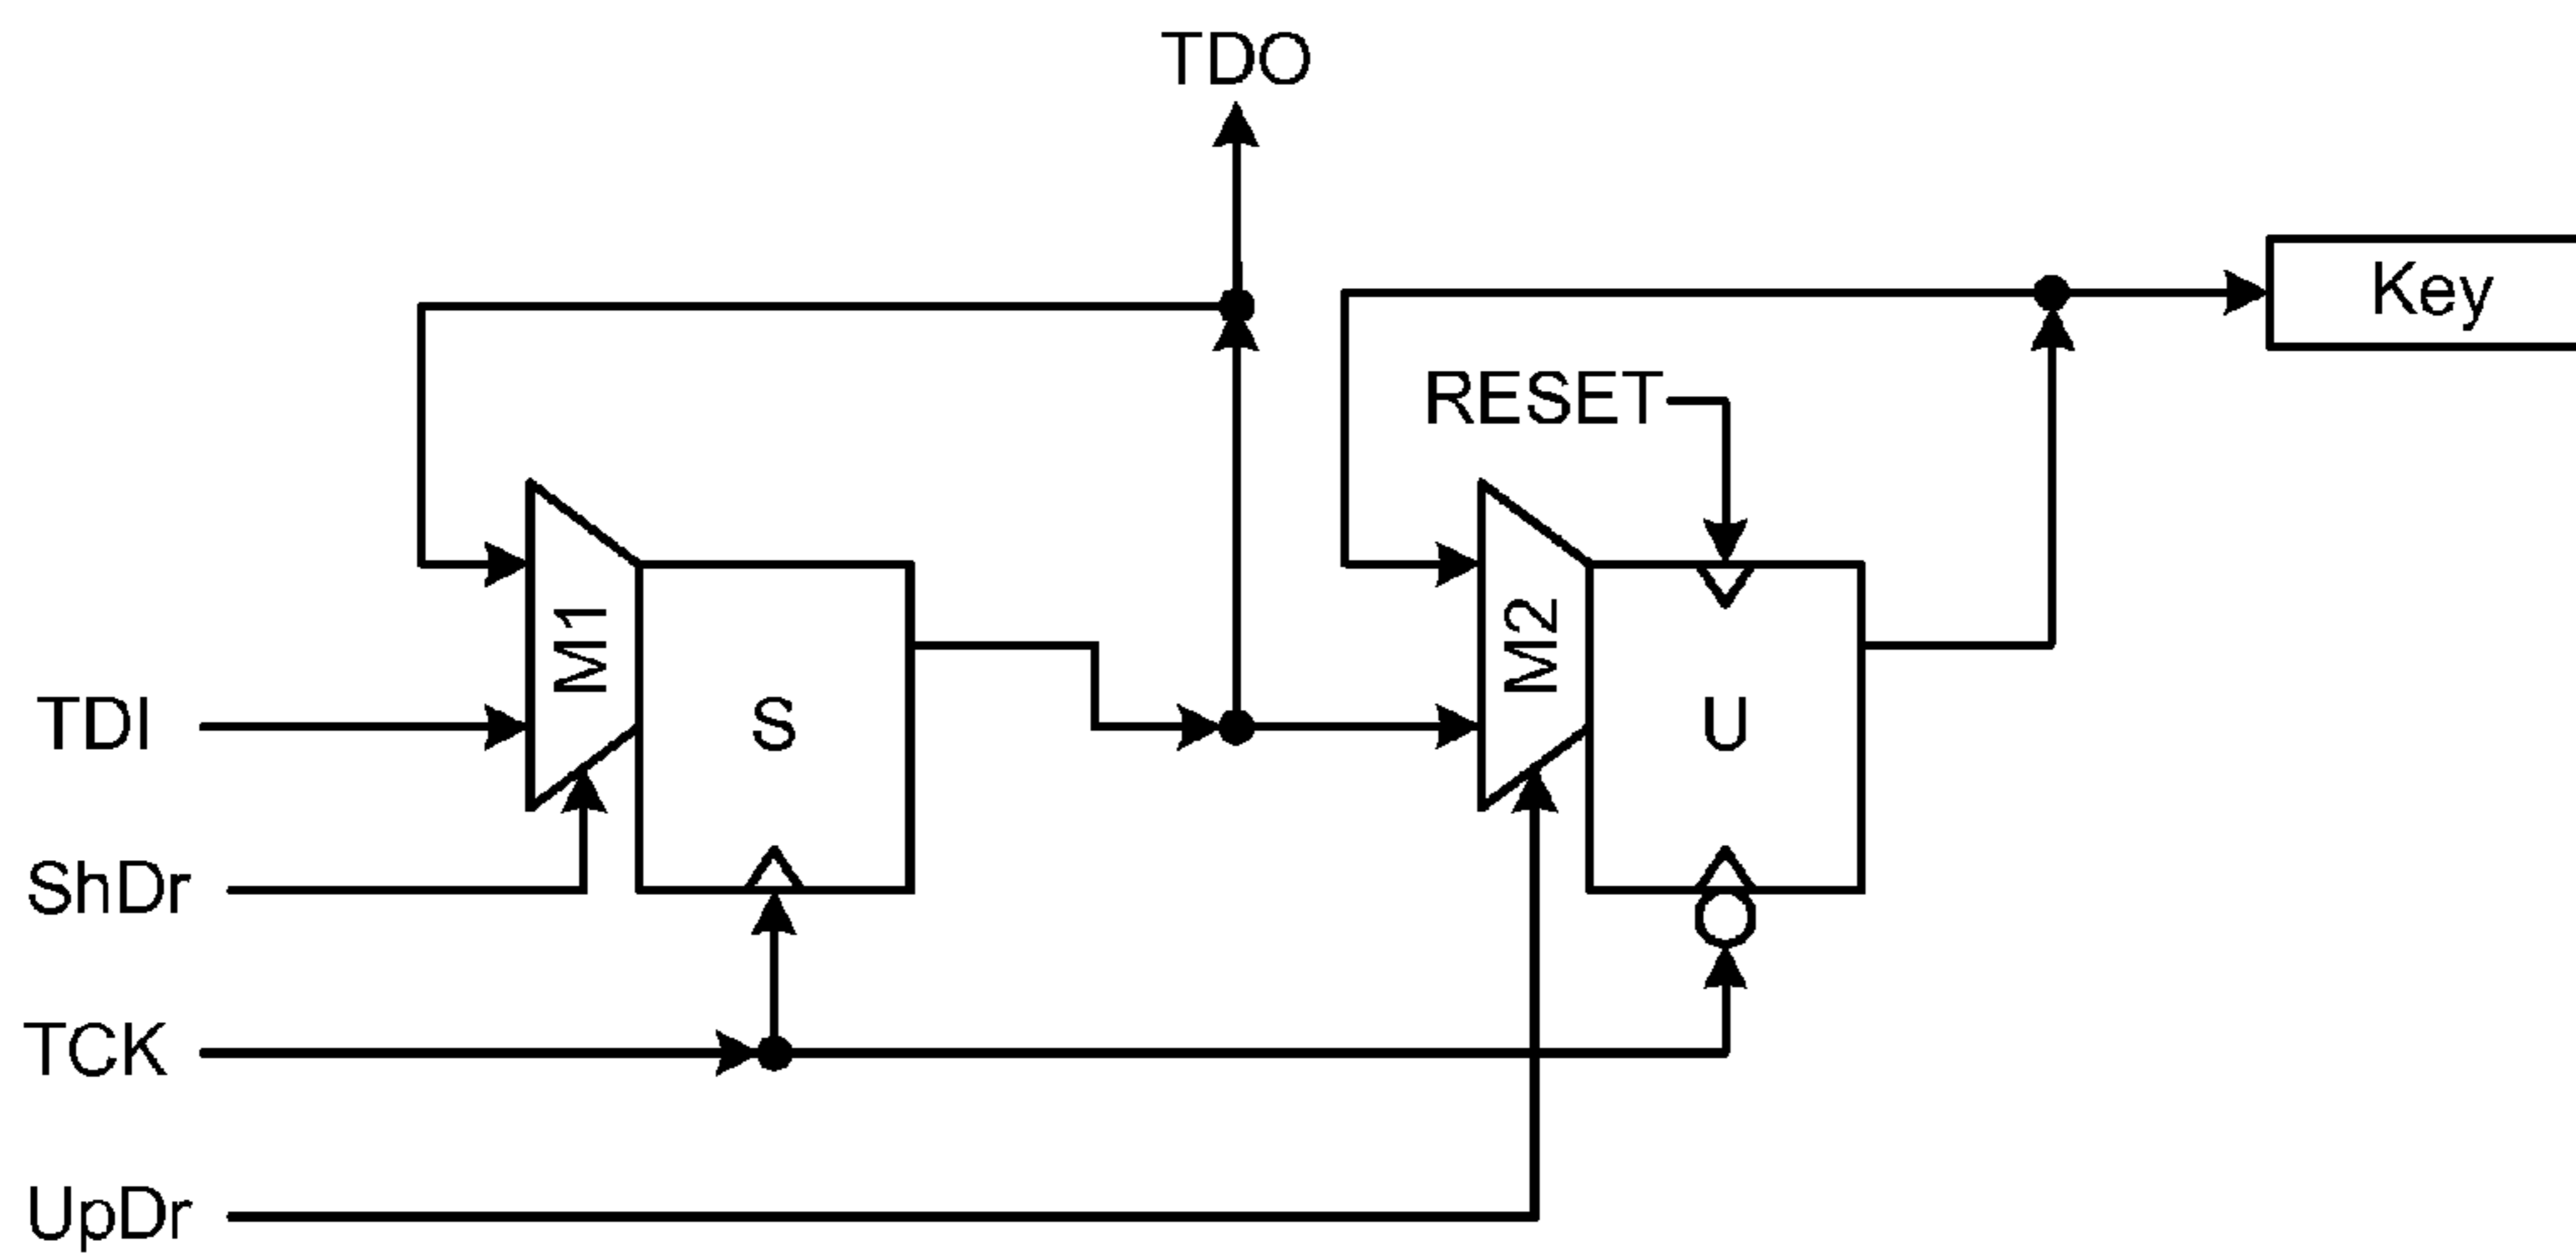 TDO
Key
RESET
M1
M2
TDI
S
U
ShDr
TCK
UpDr